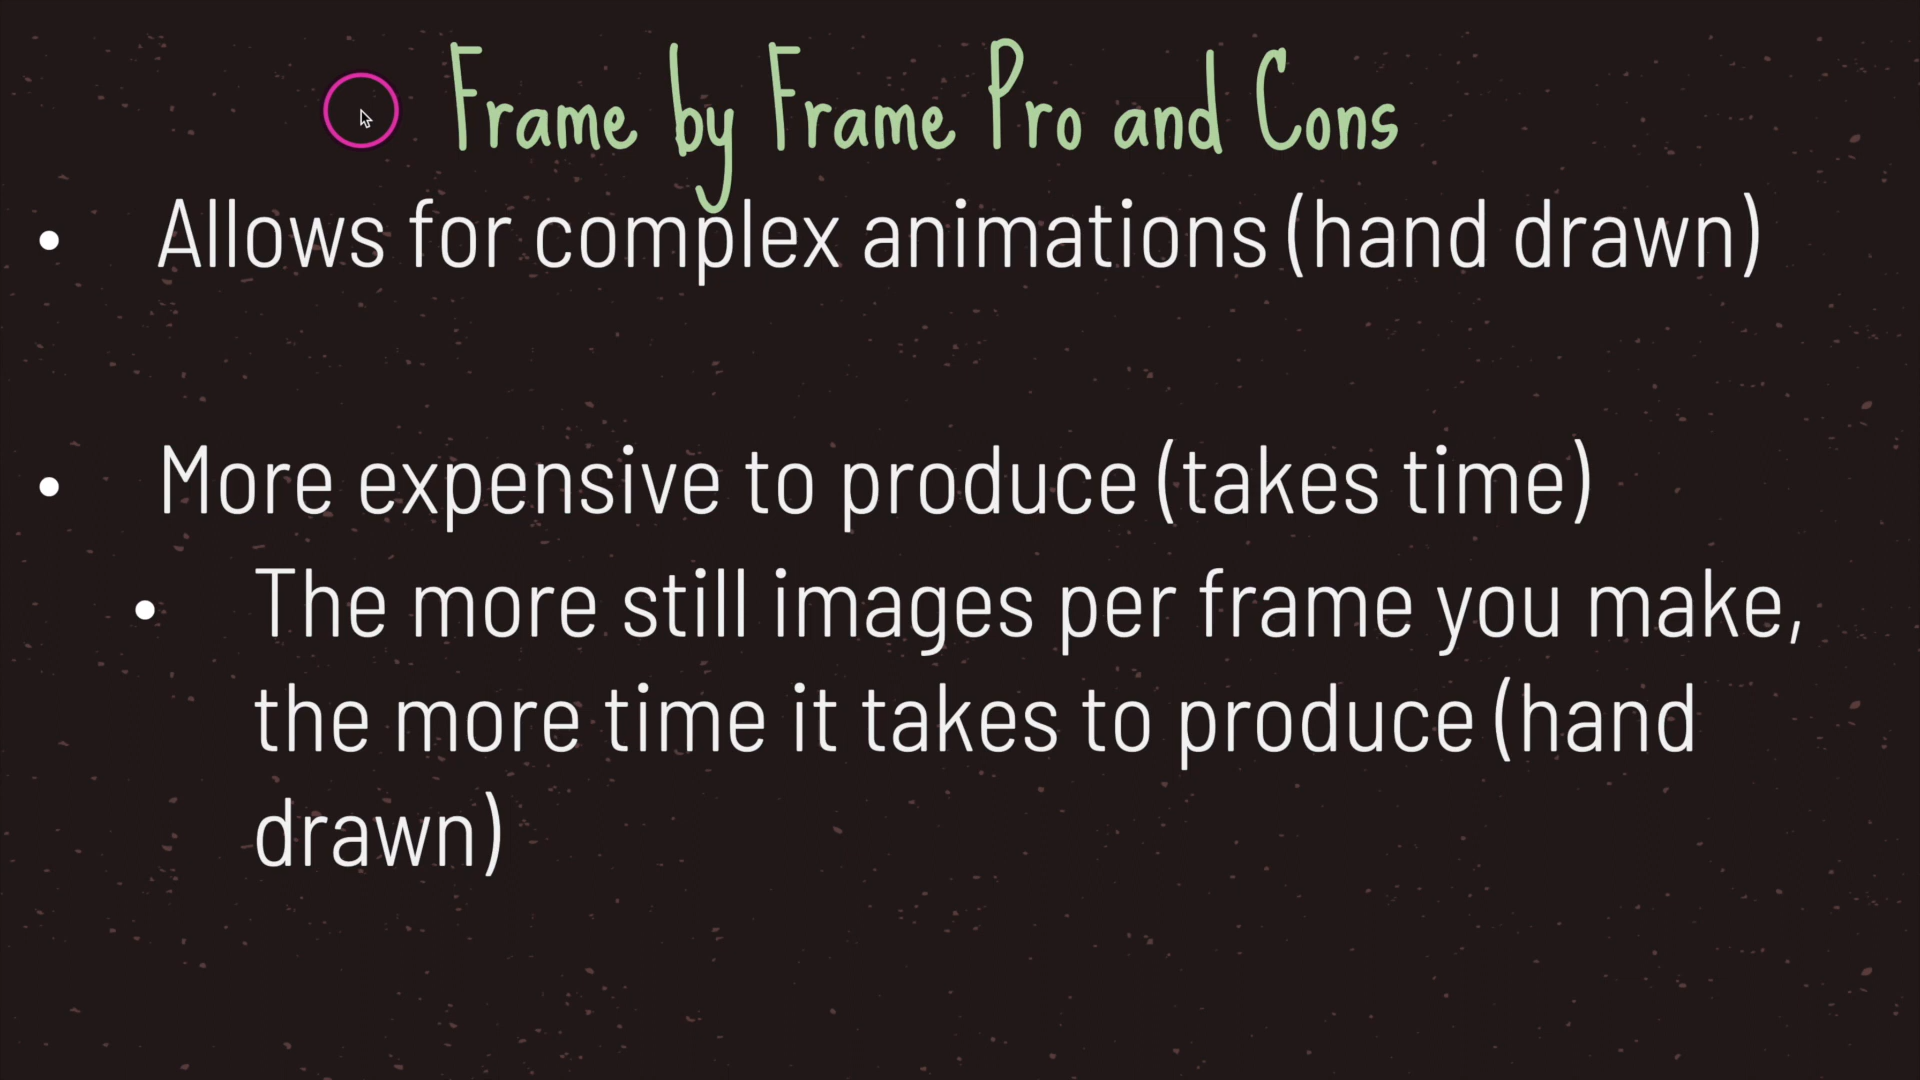 Frame by Frame Pro and Cons
• Allows for complex animations (hand drawn)
• More expensive to produce (takes time)
• The more still images per frame you make,
the more time it takes to produce (hand
drawn)